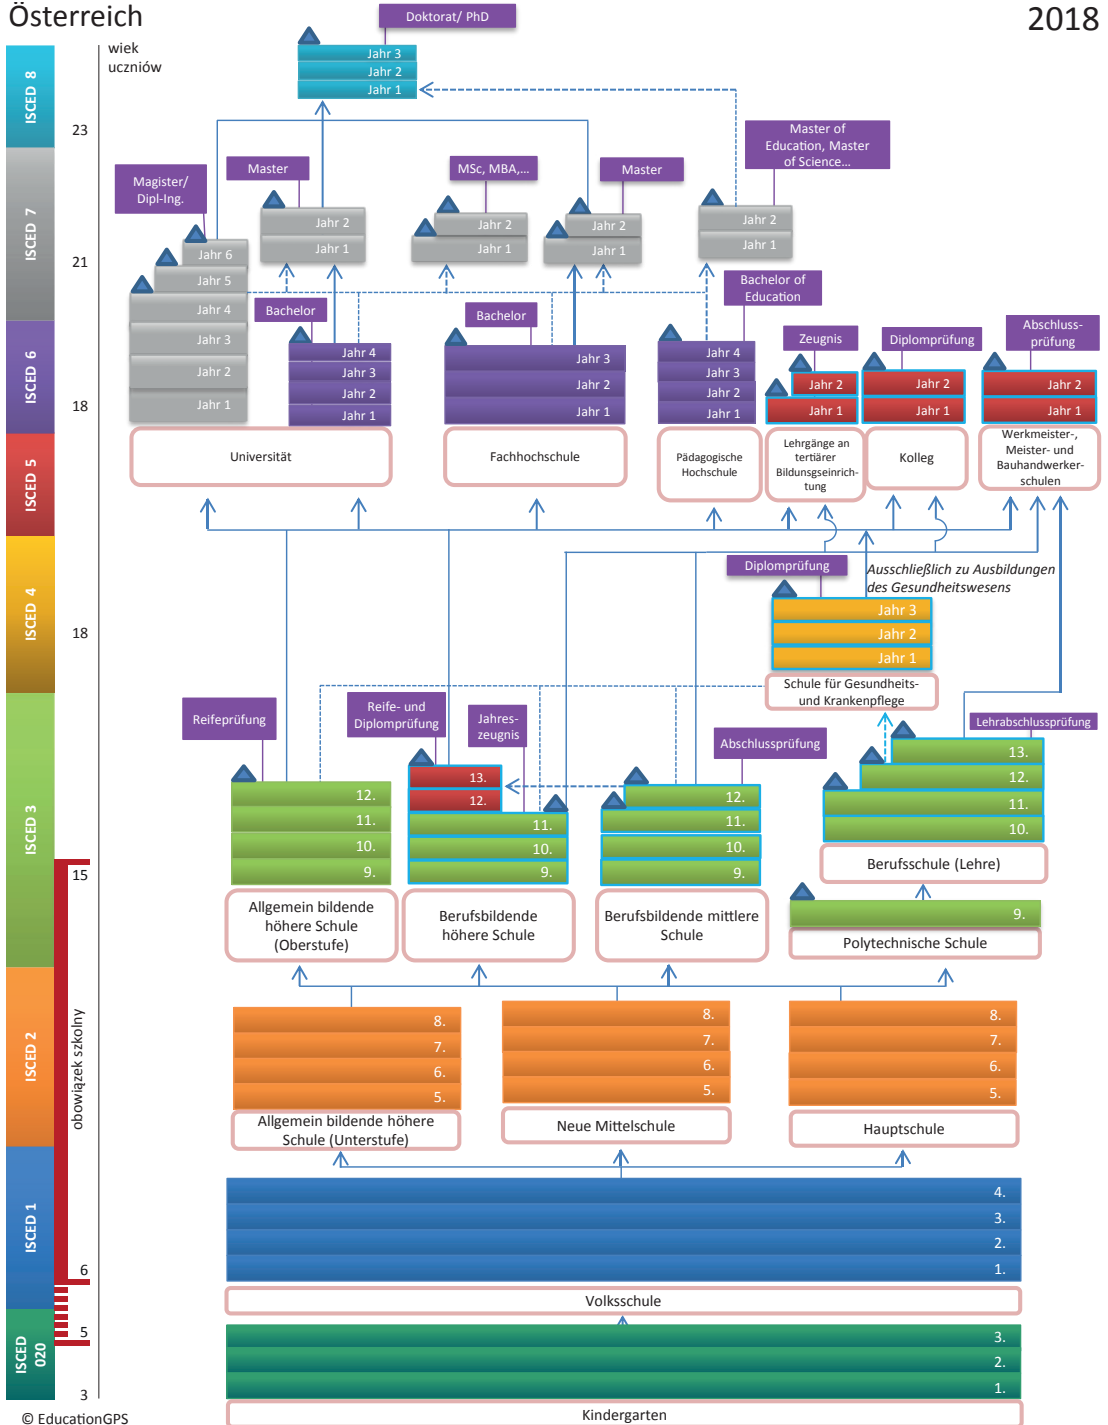 Österreich
2018
wiek
uczniów
Doktorat/ PhD
Jahr 3
Jahr 2
Jahr 1
ISCED 8
23
Master of
Education, Master
of Science...
Magister/
Dipl-Ing.
Master
MSc, MBA,...
Master
ISCED 7
Jahr 6
Jahr 5
Jahr 4
Jahr 3
Jahr 2
Jahr 1
Jahr 2
Jahr 1
Jahr 2
Jahr 1
Jahr 2
Jahr 1
Jahr 2
Jahr 1
21
Bachelor
Bachelor
Bachelor of
Education
Zeugnis
Diplomprüfung
Abschluss-
prüfung
ISCED 6
Jahr 4
Jahr 3
Jahr 2
Jahr 1
Jahr 3
Jahr 2
Jahr 1
Jahr 4
Jahr 3
Jahr 2
Jahr 1
Jahr 2
Jahr 1
Jahr 2
Jahr 1
Jahr 2
Jahr 1
18
Universität
Fachhochschule
Pädagogische
Hochschule
Lehrgänge an
tertiärer
Bildungseinrich-
tung
Kolleg
Werkmeister-,
Meister- und
Bauhandwerker-
schulen
ISCED 5
Diplomprüfung
Ausschließlich zu Ausbildungen
des Gesundheitswesens
ISCED 4
18
Jahr 3
Jahr 2
Jahr 1
Schule für Gesundheits-
und Krankenpflege
Reifeprüfung
Reife- und
Diplomprüfung
Jahres-
zeugnis
Abschlussprüfung
Lehrabschlussprüfung
ISCED 3
12.
11.
10.
9.
13.
12.
11.
10.
9.
12.
11.
10.
9.
13.
12.
11.
10.
15
Allgemein bildende
höhere Schule
(Oberstufe)
Berufsbildende
höhere Schule
Berufsbildende mittlere
Schule
Berufsschule (Lehre)
9.
Polytechnische Schule
ISCED 2
obowiązek szkolny
8.
7.
6.
5.
8.
7.
6.
5.
8.
7.
6.
5.
Allgemein bildende höhere
Schule (Unterstufe)
Neue Mittelschule
Hauptschule
ISCED 1
4.
3.
2.
1.
6
Volksschule
ISCED
020
5
3.
2.
1.
3
Kindergarten
© EducationGPS